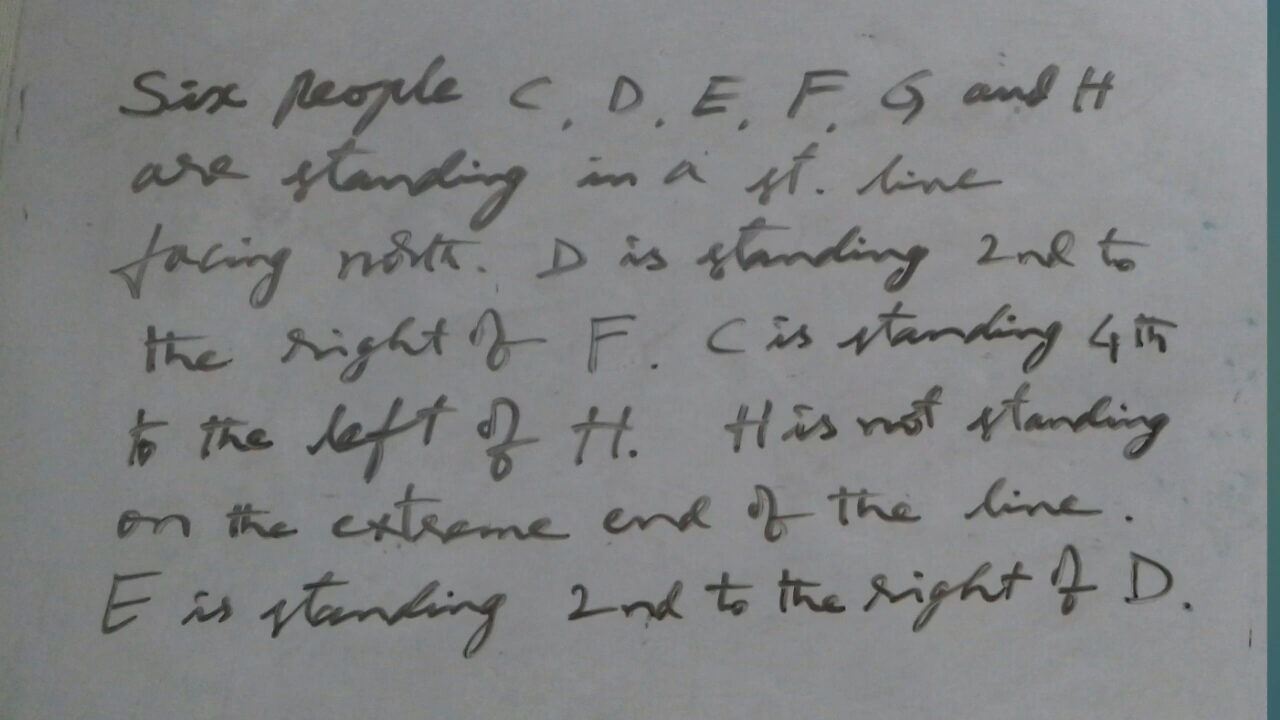 Six people C, D, E, F, G and H
are standing in a st. line
facing north. D is standing 2nd to
the right of F. C is standing 4th
to the left of H. H is not standing
on the extreme end of the line.
E is standing 2nd to the right of D.